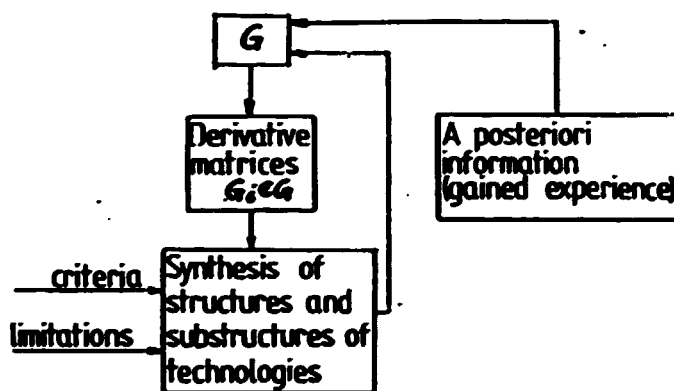 G
Derivative
matrices
Gᵢ∈G
A posteriori
information
(gained experience)
criteria
limitations
Synthesis of
structures and
substructures of
technologies